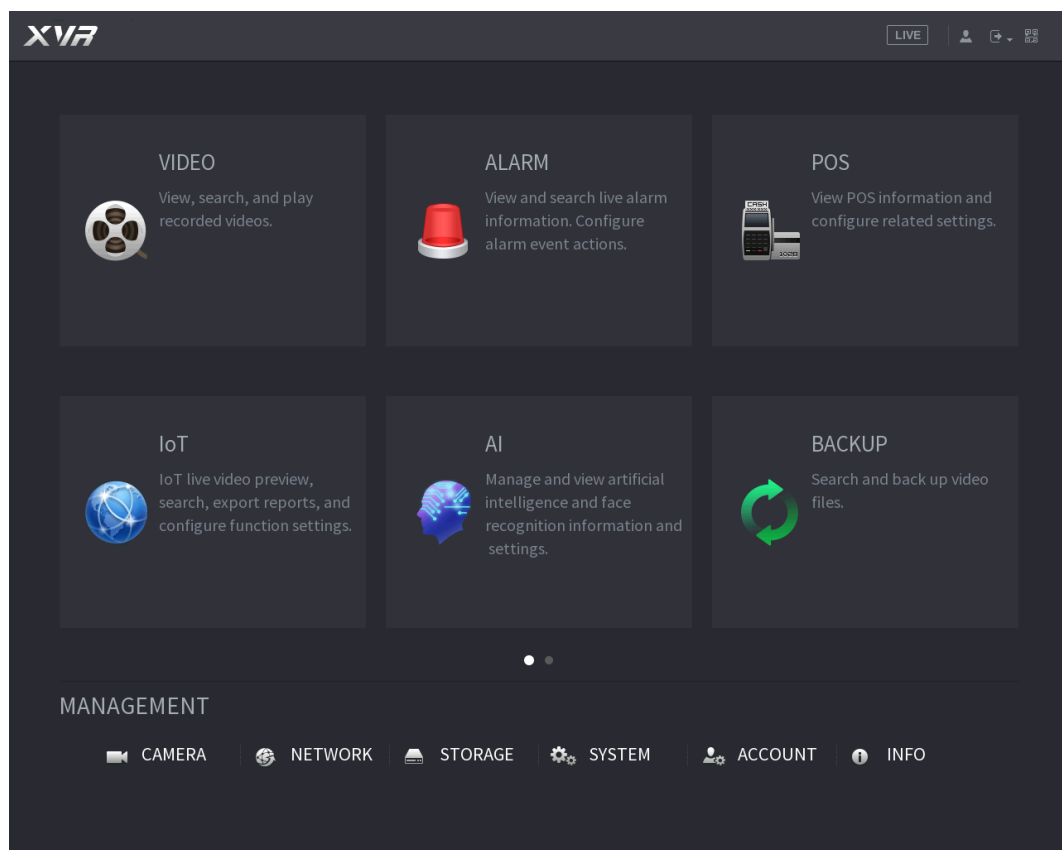 XVR
LIVE
VIDEO
View, search, and play
recorded videos.
ALARM
View and search live alarm
information. Configure
alarm event actions.
POS
View POS information and
configure related settings.
CASH
IoT
IoT live video preview,
search, export reports, and
configure function settings.
AI
Manage and view artificial
intelligence and face
recognition information and
settings.
BACKUP
Search and back up video
files.
MANAGEMENT
CAMERA
NETWORK
STORAGE
SYSTEM
ACCOUNT
INFO